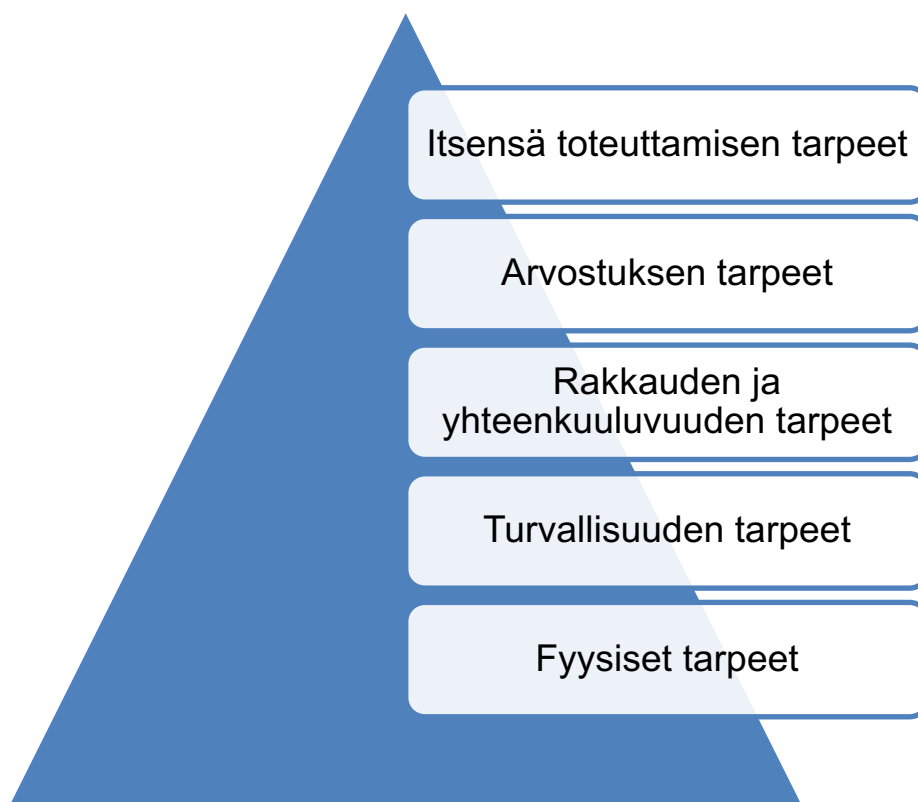 Itsensä toteuttamisen tarpeet
Arvostuksen tarpeet
Rakkauden ja
yhteenkuuluvuuden tarpeet
Turvallisuuden tarpeet
Fyysiset tarpeet